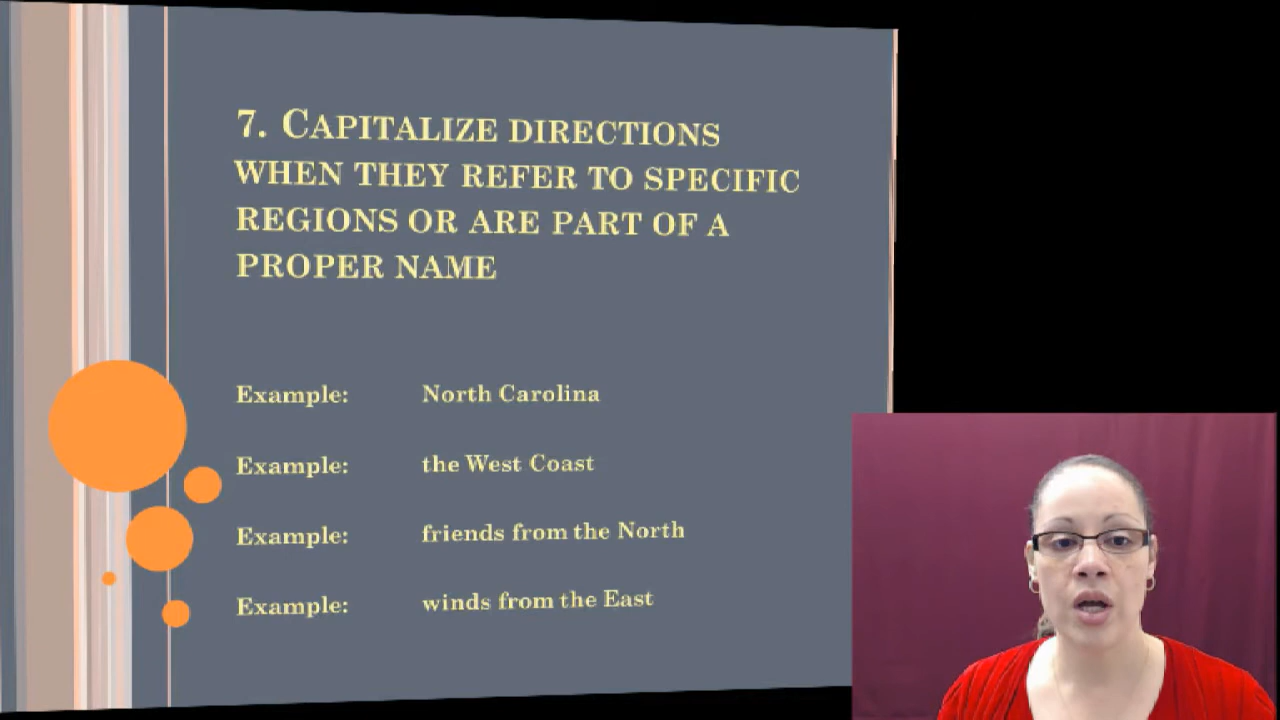 7. CAPITALIZE DIRECTIONS
WHEN THEY REFER TO SPECIFIC
REGIONS OR ARE PART OF A
PROPER NAME
Example: North Carolina
Example: the West Coast
Example: friends from the North
Example: winds from the East